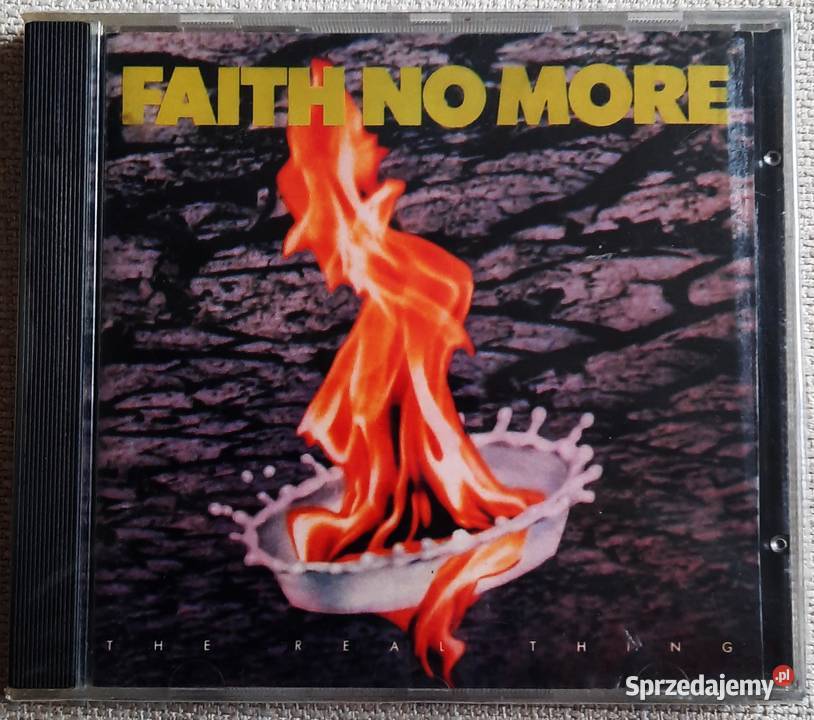 FAITH NO MORE
THE REAL THING
Sprzedajemy.pl